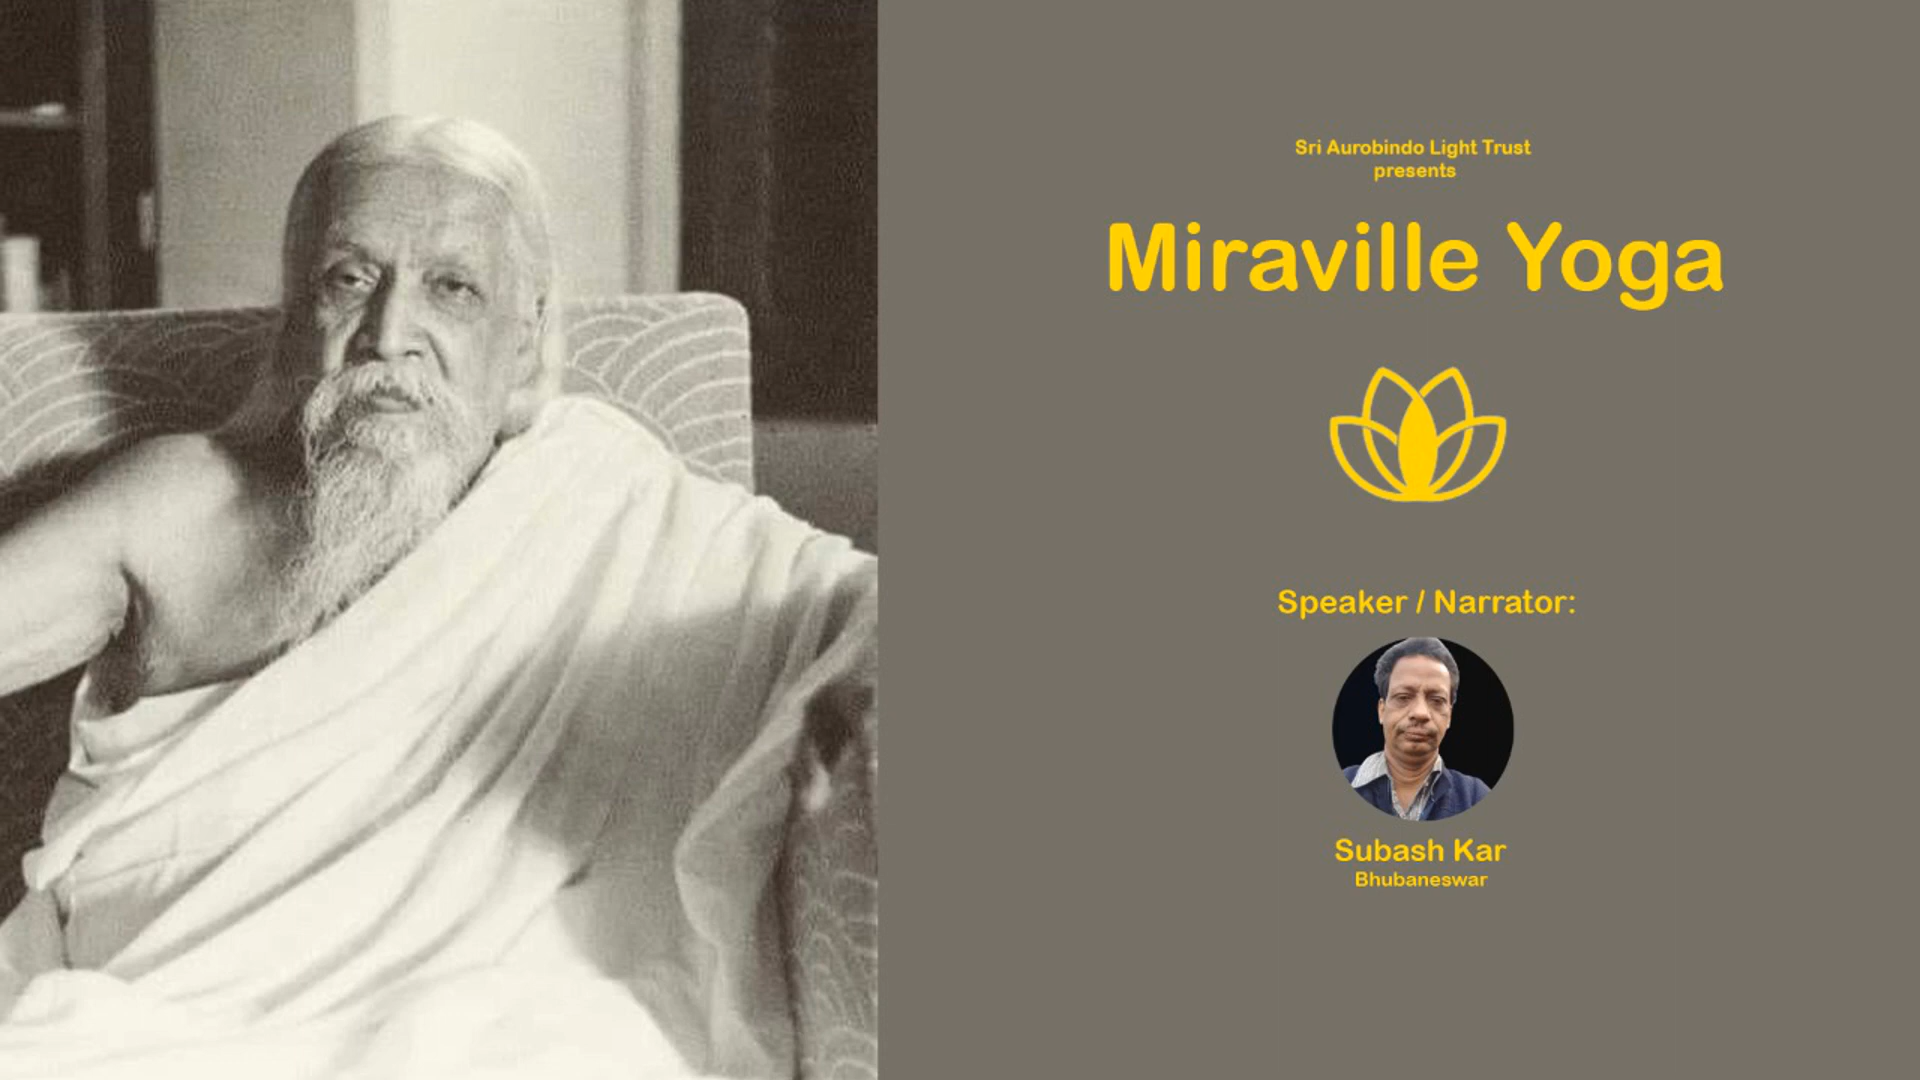 Sri Aurobindo Light Trust
presents
Miraville Yoga
Speaker / Narrator:
Subash Kar
Bhubaneswar